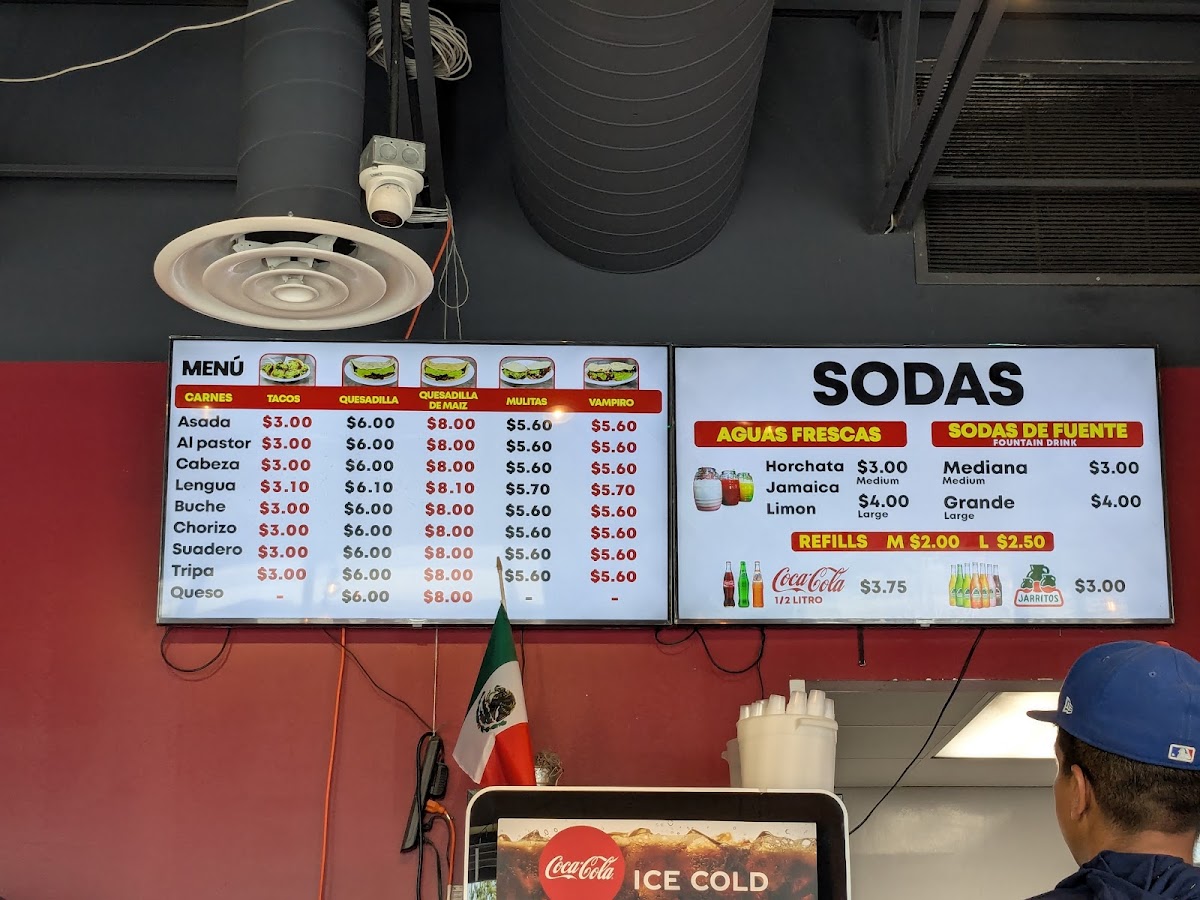 MENÚ
CARNES TACOS QUESADILLA QUESADILLA DE MAIZ MULITAS VAMPIRO
Asada $3.00 $6.00 $8.00 $5.60 $5.60
Al pastor $3.00 $6.00 $8.00 $5.60 $5.60
Cabeza $3.00 $6.00 $8.00 $5.60 $5.60
Lengua $3.10 $6.10 $8.10 $5.70 $5.70
Buche $3.00 $6.00 $8.00 $5.60 $5.60
Chorizo $3.00 $6.00 $8.00 $5.60 $5.60
Suadero $3.00 $6.00 $8.00 $5.60 $5.60
Tripa $3.00 $6.00 $8.00 $5.60 $5.60
Queso - $6.00 $8.00 - -
SODAS
AGUAS FRESCAS
Horchata $3.00
Medium
Jamaica
Limon $4.00
Large
SODAS DE FUENTE
FOUNTAIN DRINK
Mediana $3.00
Medium
Grande $4.00
Large
REFILLS M $2.00 L $2.50
Coca-Cola $3.75
1/2 LITRO
JARRITOS $3.00
Coca-Cola ICE COLD